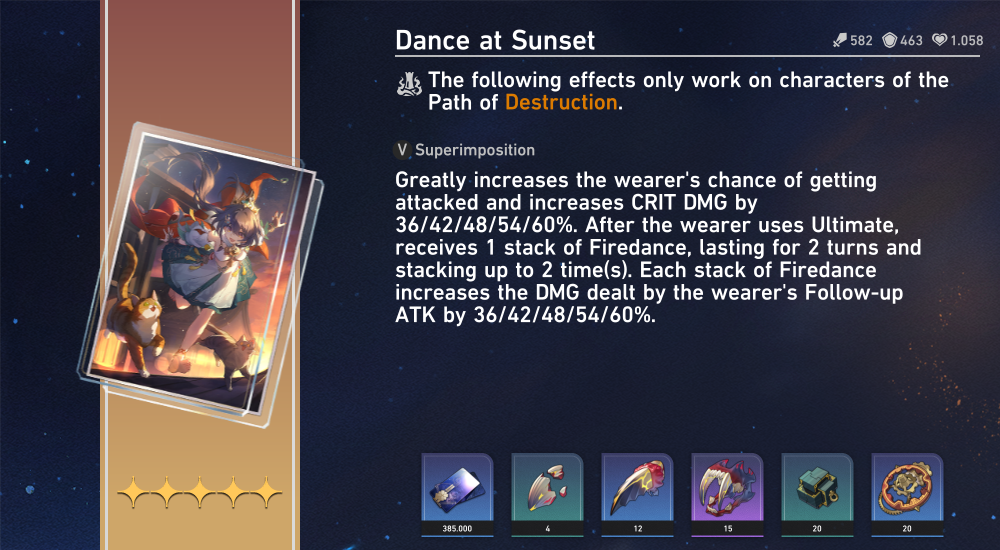 Dance at Sunset
582 463 1.058
The following effects only work on characters of the
Path of Destruction.
V Superimposition
Greatly increases the wearer's chance of getting
attacked and increases CRIT DMG by
36/42/48/54/60%. After the wearer uses Ultimate,
receives 1 stack of Firedance, lasting for 2 turns and
stacking up to 2 time(s). Each stack of Firedance
increases the DMG dealt by the wearer's Follow-up
ATK by 36/42/48/54/60%.
385.000 4 12 15 20 20